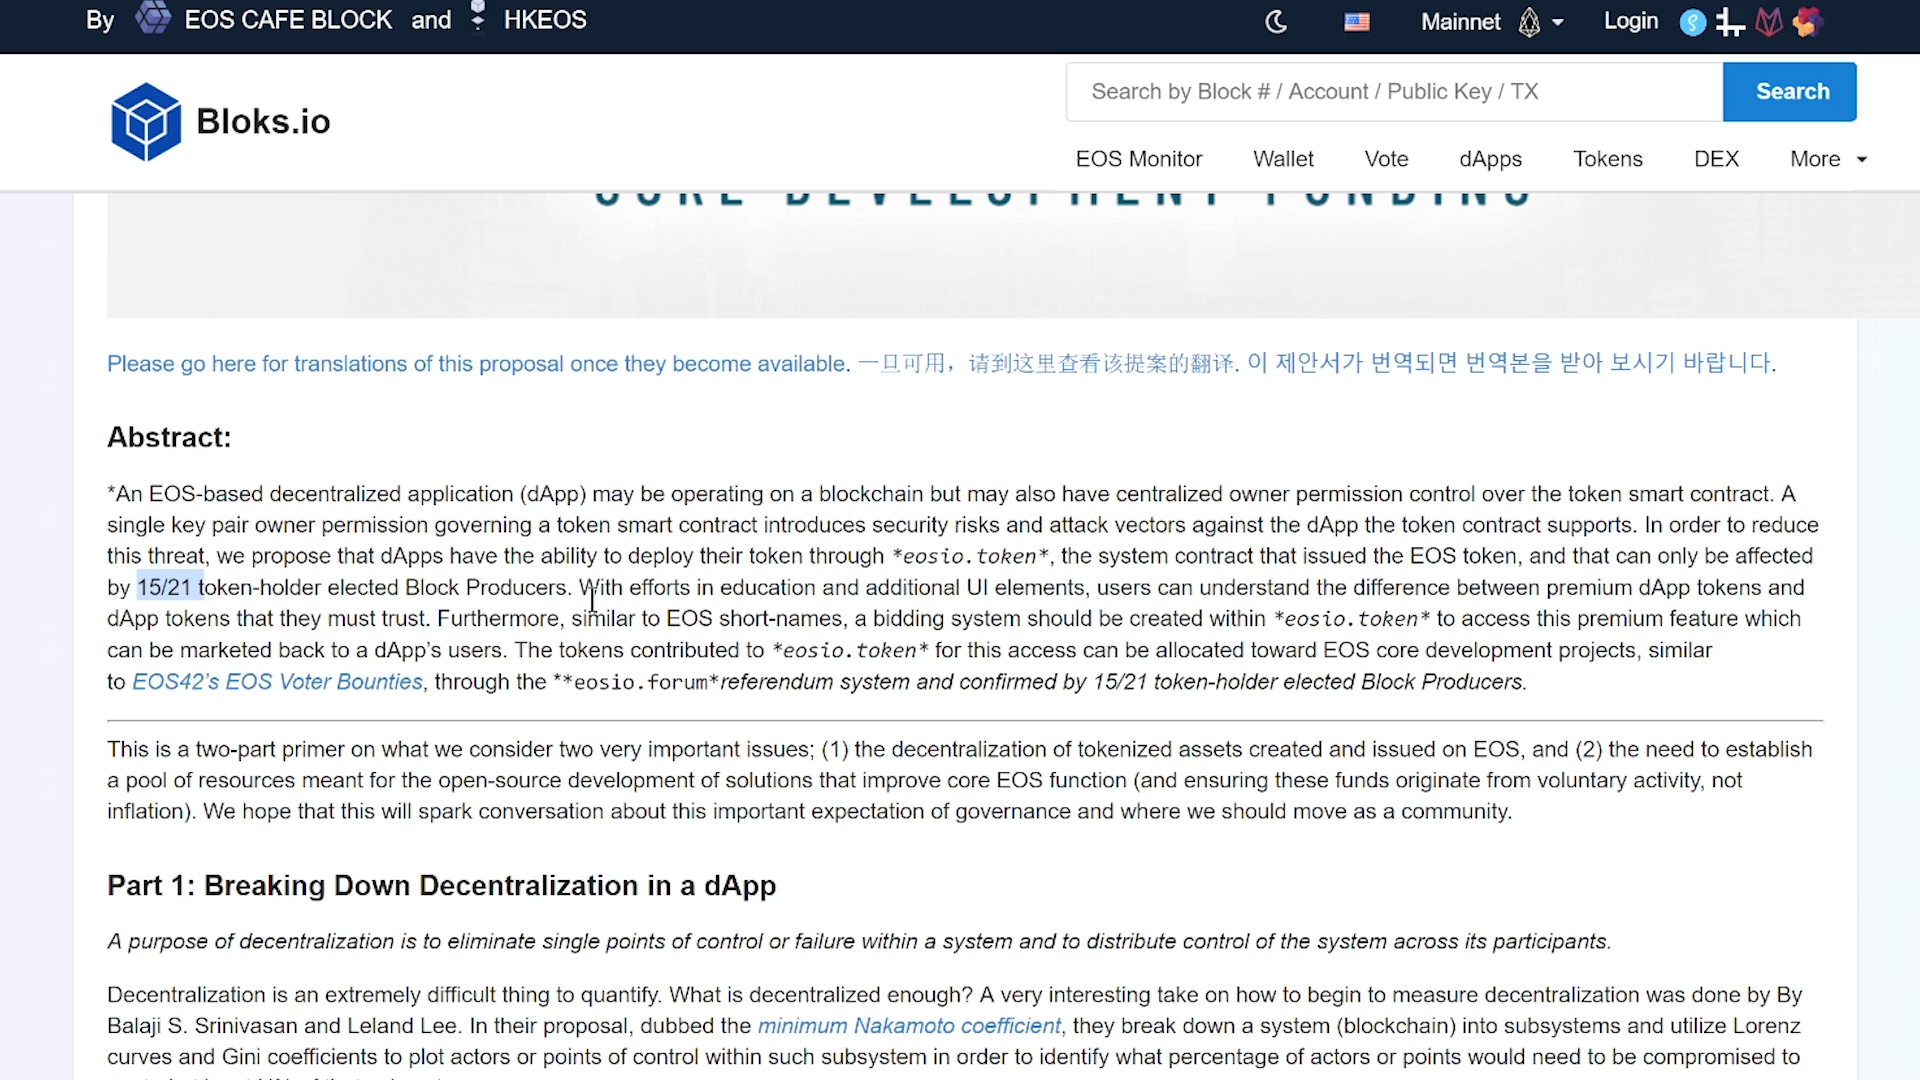 By EOS CAFE BLOCK and HKEOS Mainnet Login
Bloks.io
Search by Block # / Account / Public Key / TX Search
EOS Monitor Wallet Vote dApps Tokens DEX More
CORE DEVELOPMENT FUNDING
Please go here for translations of this proposal once they become available. 一旦可用，请到这里查看该提案的翻译. 이 제안서가 번역되면 번역본을 받아 보시기 바랍니다.
Abstract:
*An EOS-based decentralized application (dApp) may be operating on a blockchain but may also have centralized owner permission control over the token smart contract. A
single key pair owner permission governing a token smart contract introduces security risks and attack vectors against the dApp the token contract supports. In order to reduce
this threat, we propose that dApps have the ability to deploy their token through *eosio.token*, the system contract that issued the EOS token, and that can only be affected
by 15/21 token-holder elected Block Producers. With efforts in education and additional UI elements, users can understand the difference between premium dApp tokens and
dApp tokens that they must trust. Furthermore, similar to EOS short-names, a bidding system should be created within *eosio.token* to access this premium feature which
can be marketed back to a dApp's users. The tokens contributed to *eosio.token* for this access can be allocated toward EOS core development projects, similar
to EOS42's EOS Voter Bounties, through the **eosio.forum*referendum system and confirmed by 15/21 token-holder elected Block Producers.
This is a two-part primer on what we consider two very important issues; (1) the decentralization of tokenized assets created and issued on EOS, and (2) the need to establish
a pool of resources meant for the open-source development of solutions that improve core EOS function (and ensuring these funds originate from voluntary activity, not
inflation). We hope that this will spark conversation about this important expectation of governance and where we should move as a community.
Part 1: Breaking Down Decentralization in a dApp
A purpose of decentralization is to eliminate single points of control or failure within a system and to distribute control of the system across its participants.
Decentralization is an extremely difficult thing to quantify. What is decentralized enough? A very interesting take on how to begin to measure decentralization was done by By
Balaji S. Srinivasan and Leland Lee. In their proposal, dubbed the minimum Nakamoto coefficient, they break down a system (blockchain) into subsystems and utilize Lorenz
curves and Gini coefficients to plot actors or points of control within such subsystem in order to identify what percentage of actors or points would need to be compromised to